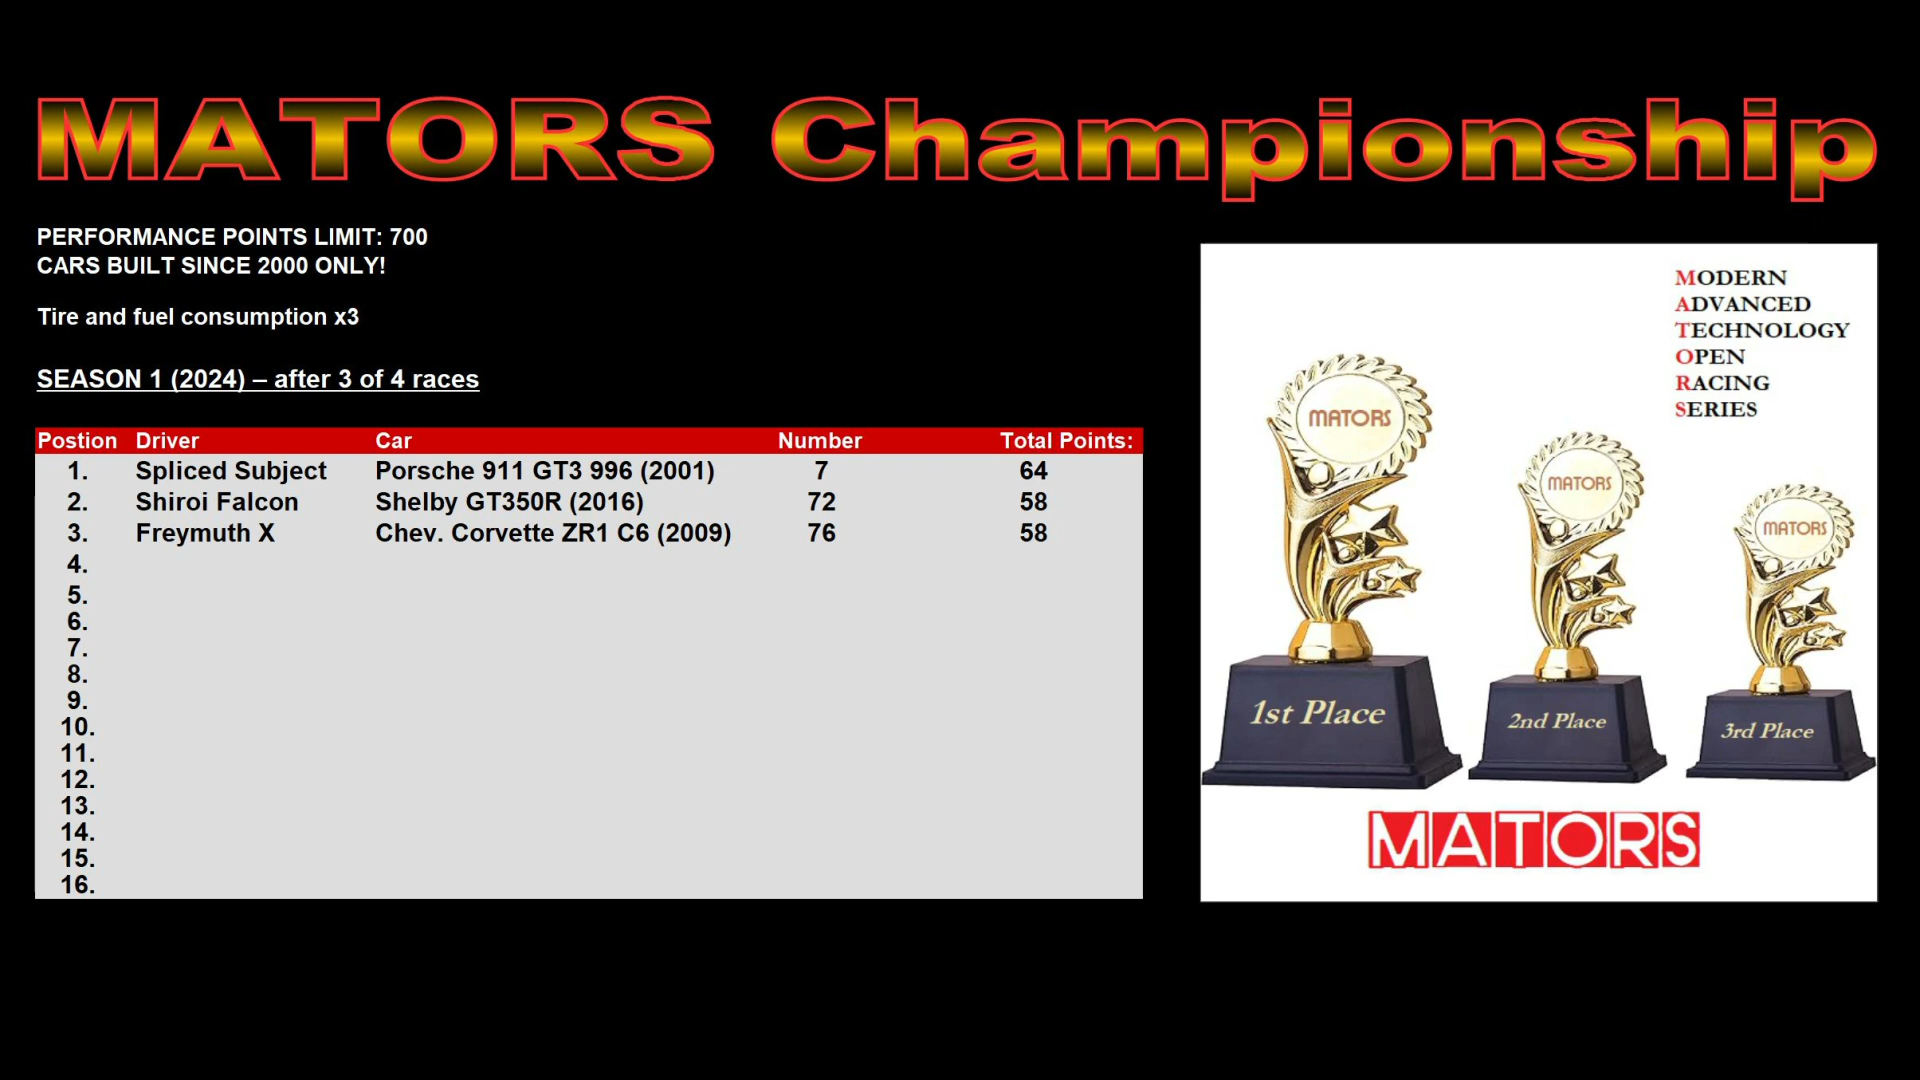 MATORS Championship
PERFORMANCE POINTS LIMIT: 700
CARS BUILT SINCE 2000 ONLY!
Tire and fuel consumption x3
SEASON 1 (2024) – after 3 of 4 races
Postion Driver Car Number Total Points:
1. Spliced Subject Porsche 911 GT3 996 (2001) 7 64
2. Shiroi Falcon Shelby GT350R (2016) 72 58
3. Freymuth X Chev. Corvette ZR1 C6 (2009) 76 58
4.
5.
6.
7.
8.
9.
10.
11.
12.
13.
14.
15.
16.
MODERN
ADVANCED
TECHNOLOGY
OPEN
RACING
SERIES
MATORS
MATORS
MATORS
1st Place
2nd Place
3rd Place
MATORS